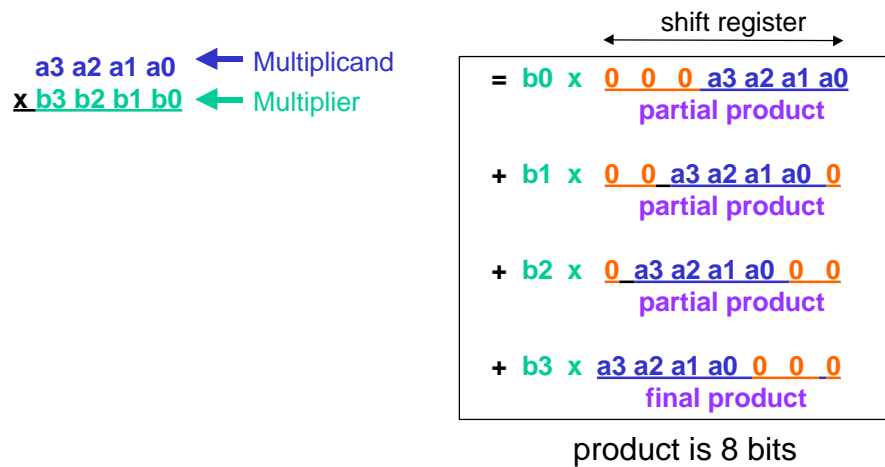 a3 a2 a1 a0
Multiplicand
x b3 b2 b1 b0
Multiplier
shift register
= b0 x 0 0 0 a3 a2 a1 a0
partial product
+ b1 x 0 0 a3 a2 a1 a0 0
partial product
+ b2 x 0 a3 a2 a1 a0 0 0
partial product
+ b3 x a3 a2 a1 a0 0 0 0
final product
product is 8 bits